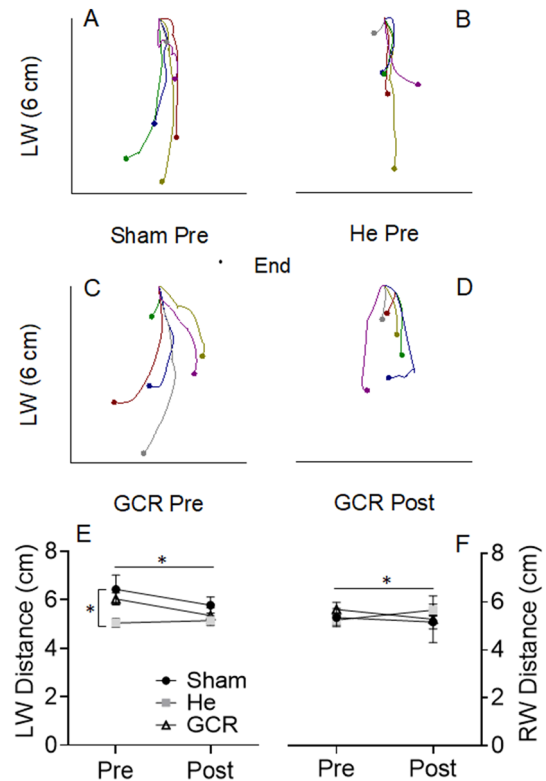 A
B
LW (6 cm)
Sham Pre
He Pre
End
C
D
LW (6 cm)
GCR Pre
GCR Post
E
F
LW Distance (cm)
8
6
4
2
0
*
*
Sham
He
GCR
Pre
Post
*
8
6
4
2
0
RW Distance (cm)
Pre
Post